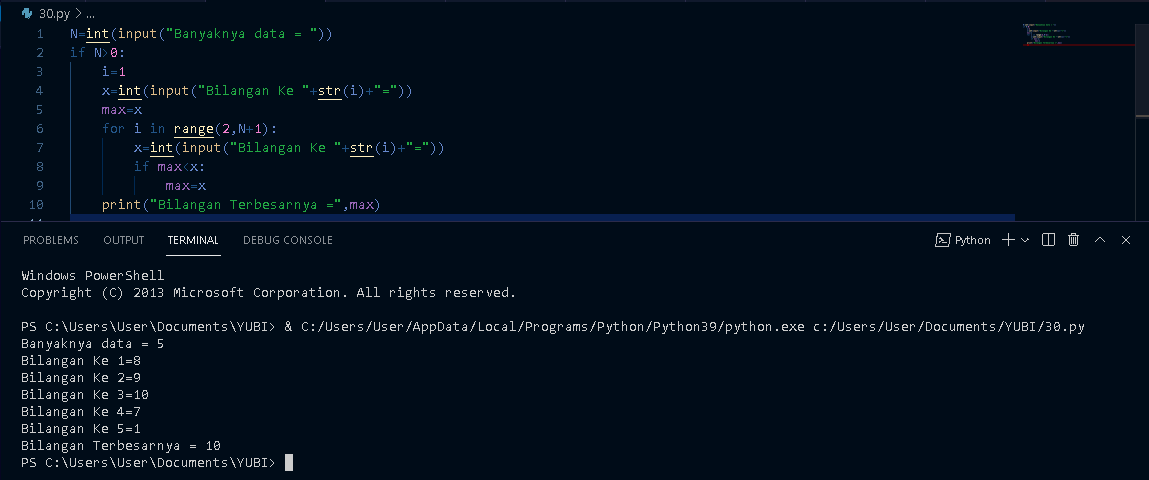 30.py > ...
1 N=int(input("Banyaknya data = "))
2 if N>0:
3 i=1
4 x=int(input("Bilangan Ke "+str(i)+"="))
5 max=x
6 for i in range(2,N+1):
7 x=int(input("Bilangan Ke "+str(i)+"="))
8 if max<x:
9 max=x
10 print("Bilangan Terbesarnya =",max)
11
PROBLEMS OUTPUT TERMINAL DEBUG CONSOLE Python
Windows PowerShell
Copyright (C) 2013 Microsoft Corporation. All rights reserved.
PS C:\Users\User\Documents\YUBI> & C:/Users/User/AppData/Local/Programs/Python/Python39/python.exe c:/Users/User/Documents/YUBI/30.py
Banyaknya data = 5
Bilangan Ke 1=8
Bilangan Ke 2=9
Bilangan Ke 3=10
Bilangan Ke 4=7
Bilangan Ke 5=1
Bilangan Terbesarnya = 10
PS C:\Users\User\Documents\YUBI>